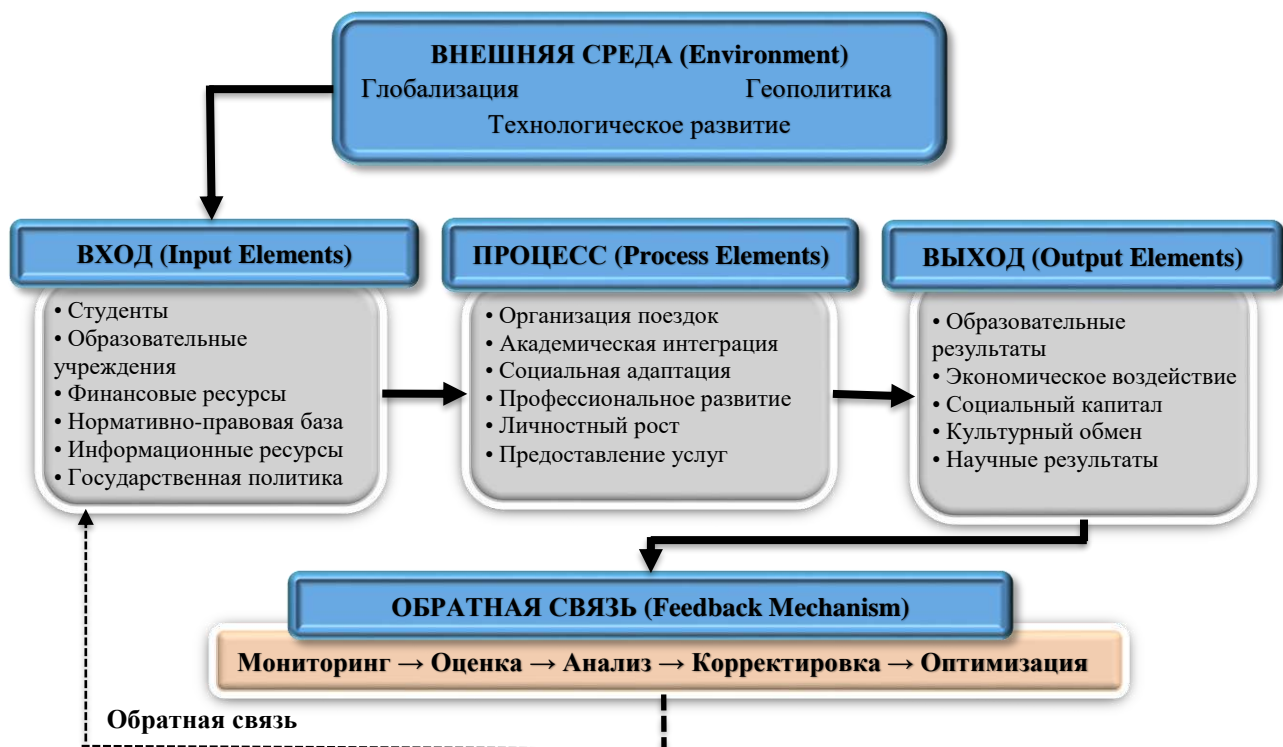 ВНЕШНЯЯ СРЕДА (Environment)
Глобализация Геополитика
Технологическое развитие
ВХОД (Input Elements)
• Студенты
• Образовательные
учреждения
• Финансовые ресурсы
• Нормативно-правовая база
• Информационные ресурсы
• Государственная политика
ПРОЦЕСС (Process Elements)
• Организация поездок
• Академическая интеграция
• Социальная адаптация
• Профессиональное развитие
• Личностный рост
• Предоставление услуг
ВЫХОД (Output Elements)
• Образовательные
результаты
• Экономическое воздействие
• Социальный капитал
• Культурный обмен
• Научные результаты
ОБРАТНАЯ СВЯЗЬ (Feedback Mechanism)
Мониторинг → Оценка → Анализ → Корректировка → Оптимизация
Обратная связь